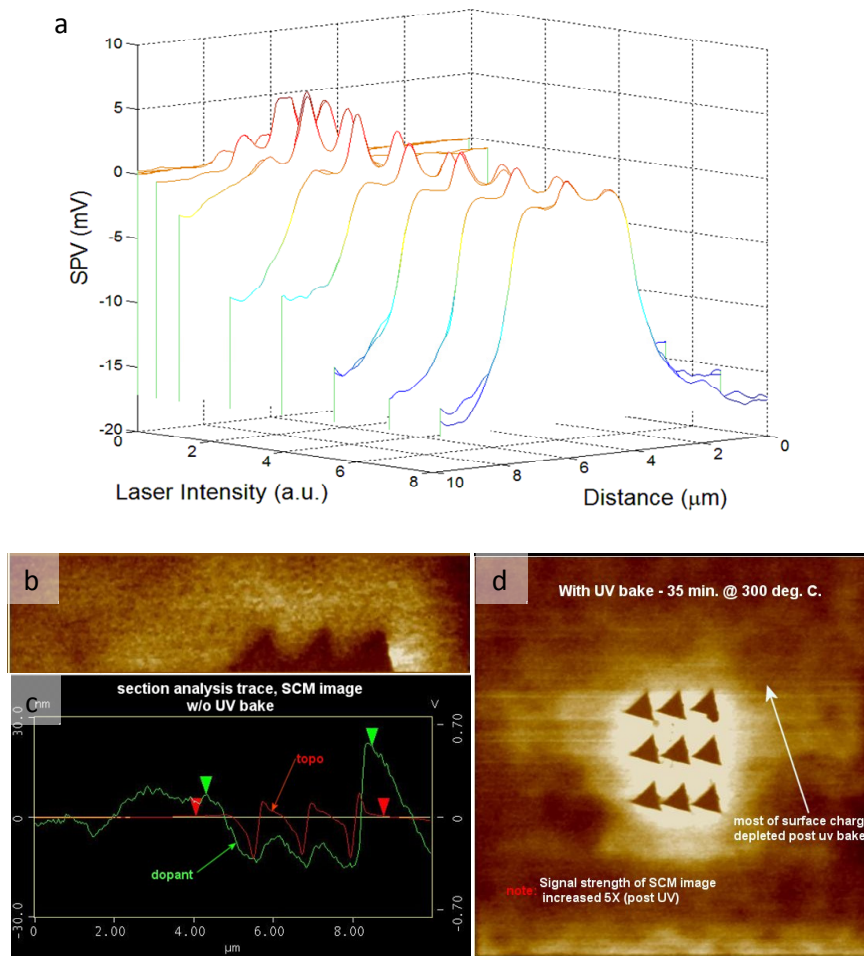 a
10
5
0
-5
-10
-15
-20
SPV (mV)
0
2
4
6
8
Laser Intensity (a.u.)
10
8
6
4
2
0
Distance (μm)
b
c
section analysis trace, SCM image
w/o UV bake
nm
30.0
0
-30.0
V
0.70
0
-0.70
topo
dopant
0
4.00
6.00
8.00
µm
d
With UV bake - 35 min. @ 300 deg. C.
most of surface charg
depleted post uv bake
note: Signal strength of SCM image
increased 5X (post UV)